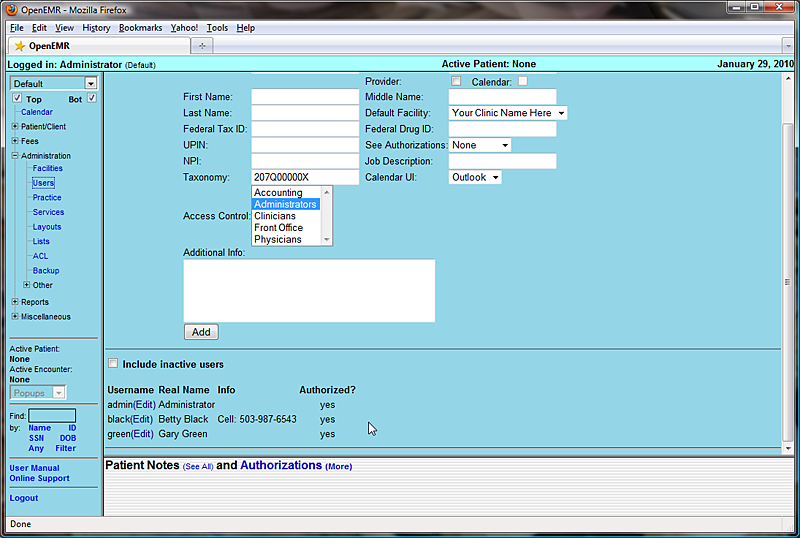 OpenEMR - Mozilla Firefox
File Edit View History Bookmarks Yahoo! Tools Help
OpenEMR
Logged in: Administrator (Default) Active Patient: None January 29, 2010
Default
Top Bot
Calendar
Patient/Client
Fees
Administration
Facilities
Users
Practice
Services
Layouts
Lists
ACL
Backup
Other
Reports
Miscellaneous
Active Patient:
None
Active Encounter:
None
Popups
Find:
by: Name ID
SSN DOB
Any Filter
User Manual
Online Support
Logout
Provider: Calendar:
First Name: Middle Name:
Last Name: Default Facility: Your Clinic Name Here
Federal Tax ID: Federal Drug ID:
UPIN: See Authorizations: None
NPI: Job Description:
Taxonomy: 207Q00000X Calendar UI: Outlook
Access Control:
Accounting
Administrators
Clinicians
Front Office
Physicians
Additional Info:
Add
Include inactive users
Username Real Name Info Authorized?
admin(Edit) Administrator yes
black(Edit) Betty Black Cell: 503-987-6543 yes
green(Edit) Gary Green yes
Patient Notes (See All) and Authorizations (More)
Done